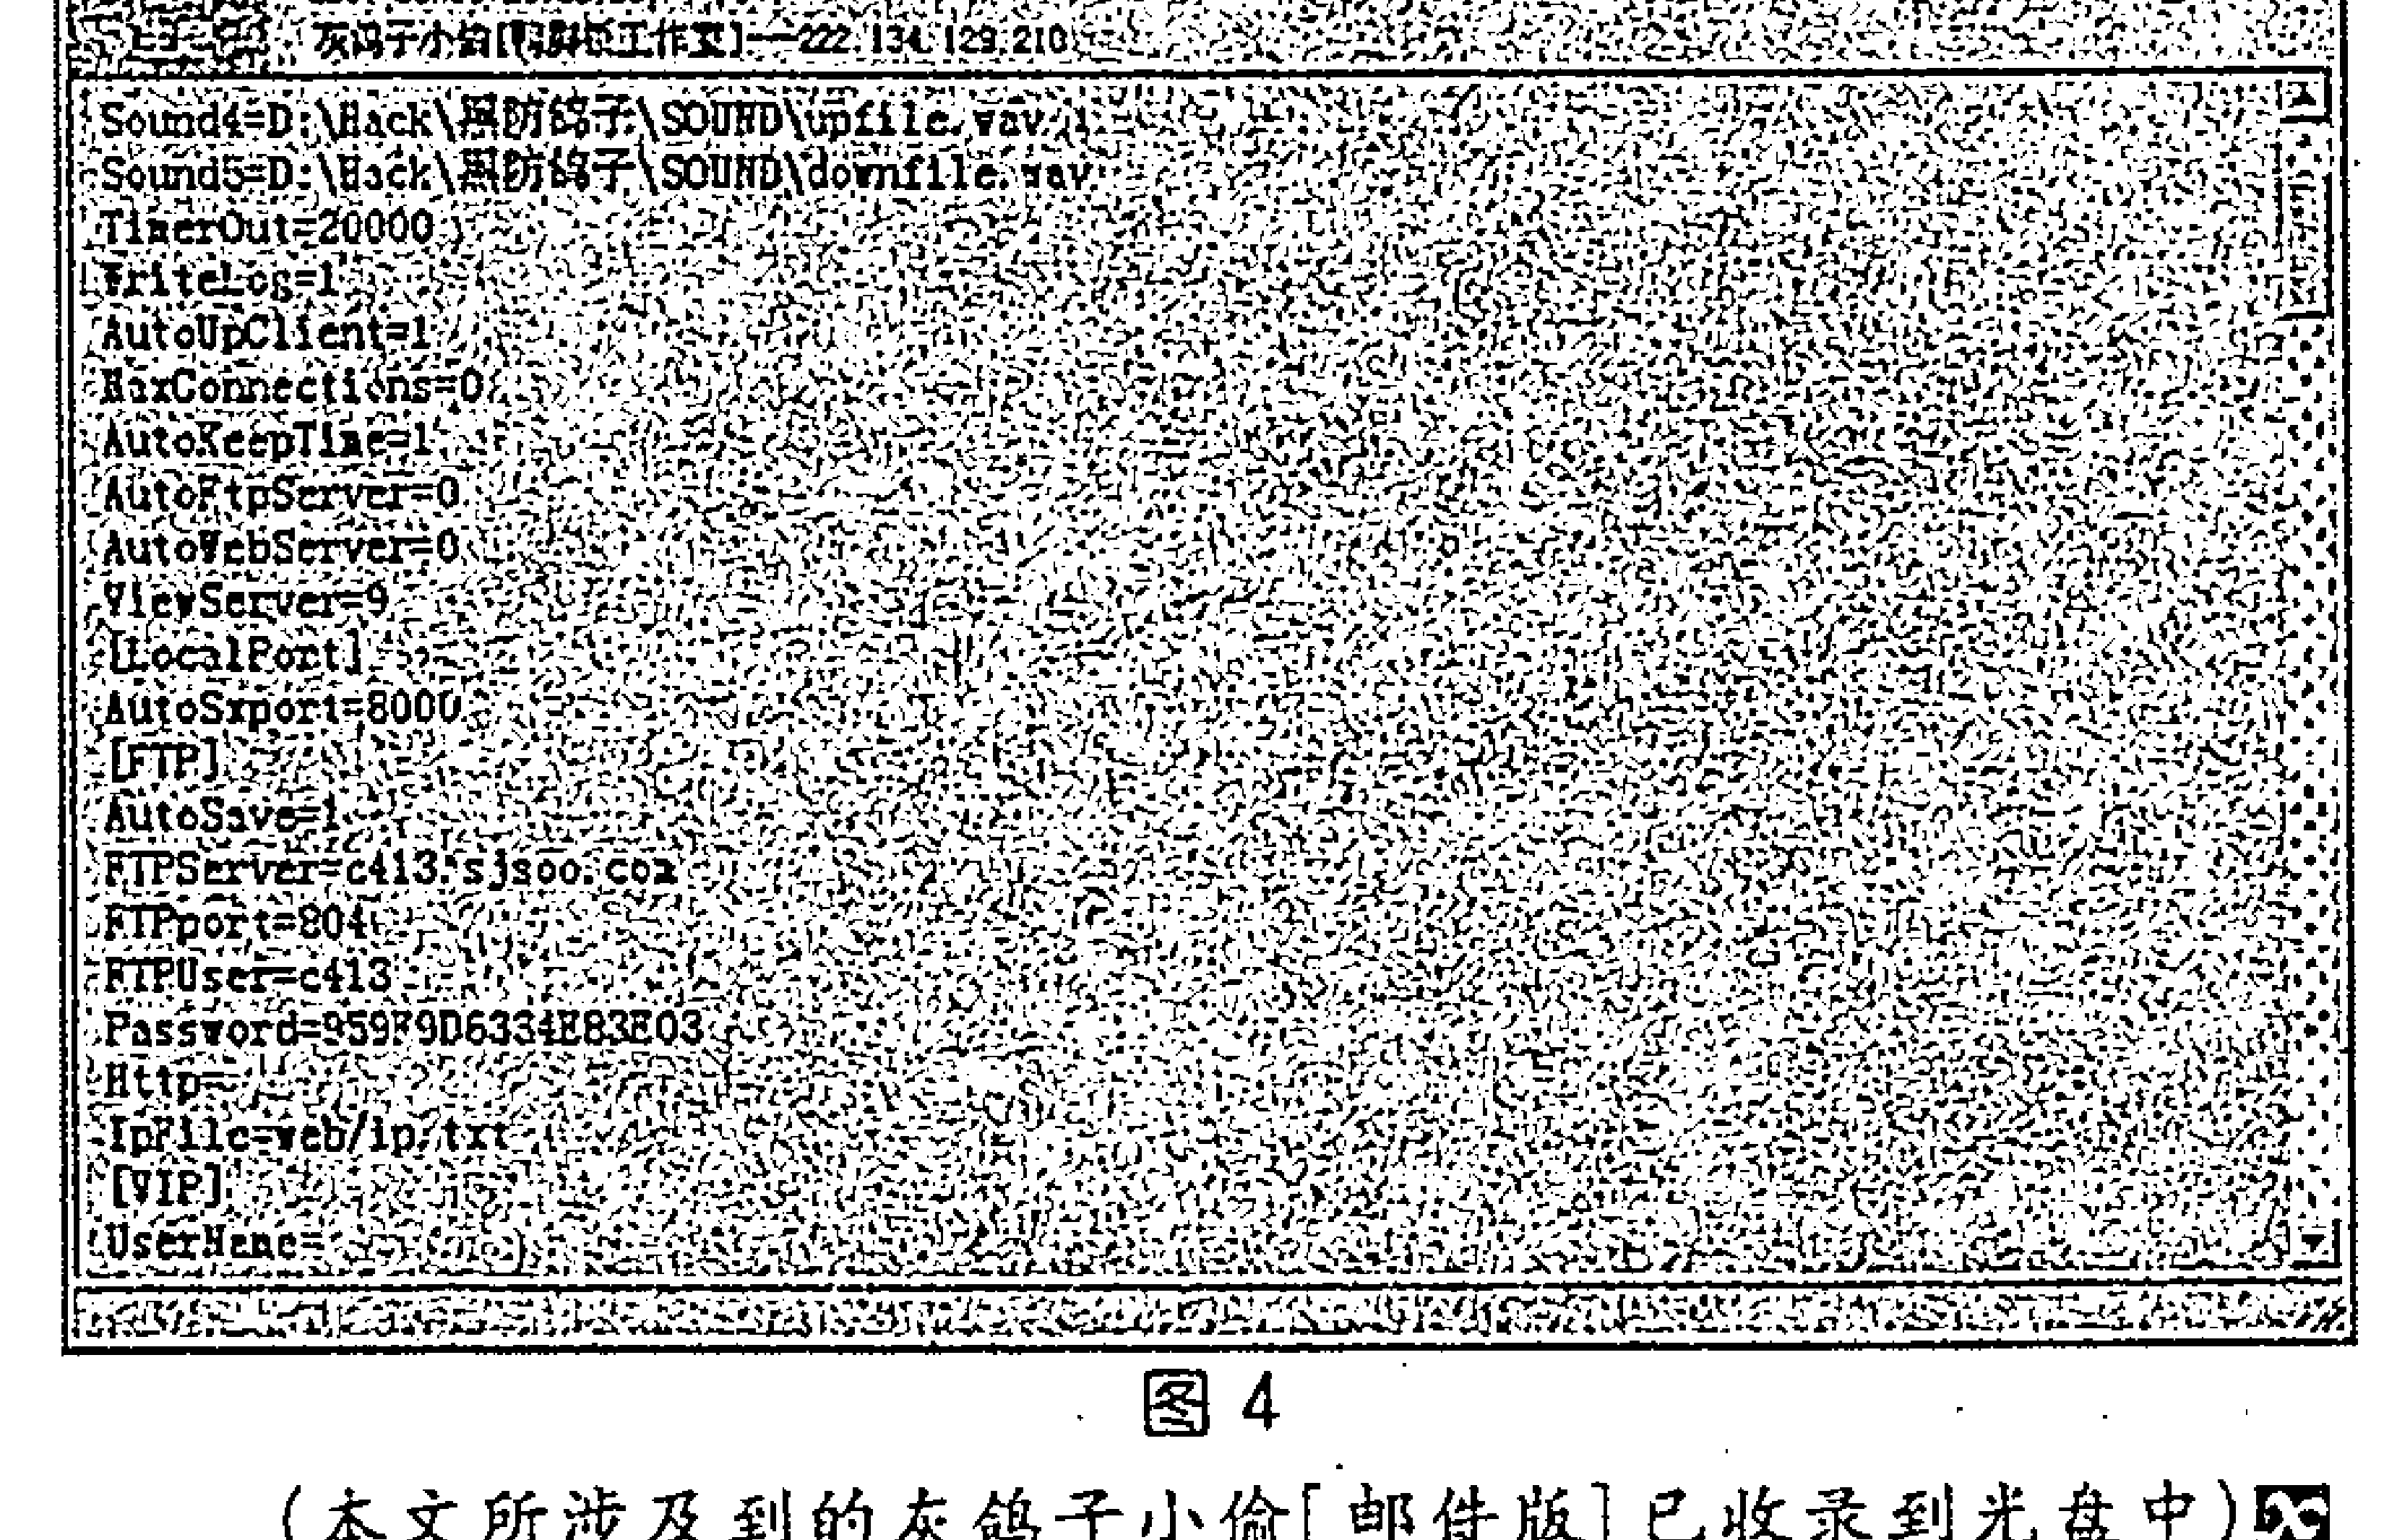 灰鸽子小偷[工作室]——222.134.129.210
Sound4=D:\Hack\黑防鸽子\SOUND\upfile.wav
Sound5=D:\Hack\黑防鸽子\SOUND\downfile.wav
TimerOut=20000
WriteLog=1
AutoUpClient=1
MaxConnections=0
AutoKeepTime=1
AutoFtpServer=0
AutoWebServer=0
ViewServer=9
[LocalPort]
AutoSxport=8000
[FTP]
AutoSave=1
FTPServer=c413.sjsoo.com
FTPport=804
FTPUser=c413
Password=959F9D6334E83E03
Http=
IpFile=web/ip.txt
[VIP]
UserName=
图 4
(本文所涉及到的灰鸽子小偷[邮件版]已收录到光盘中)